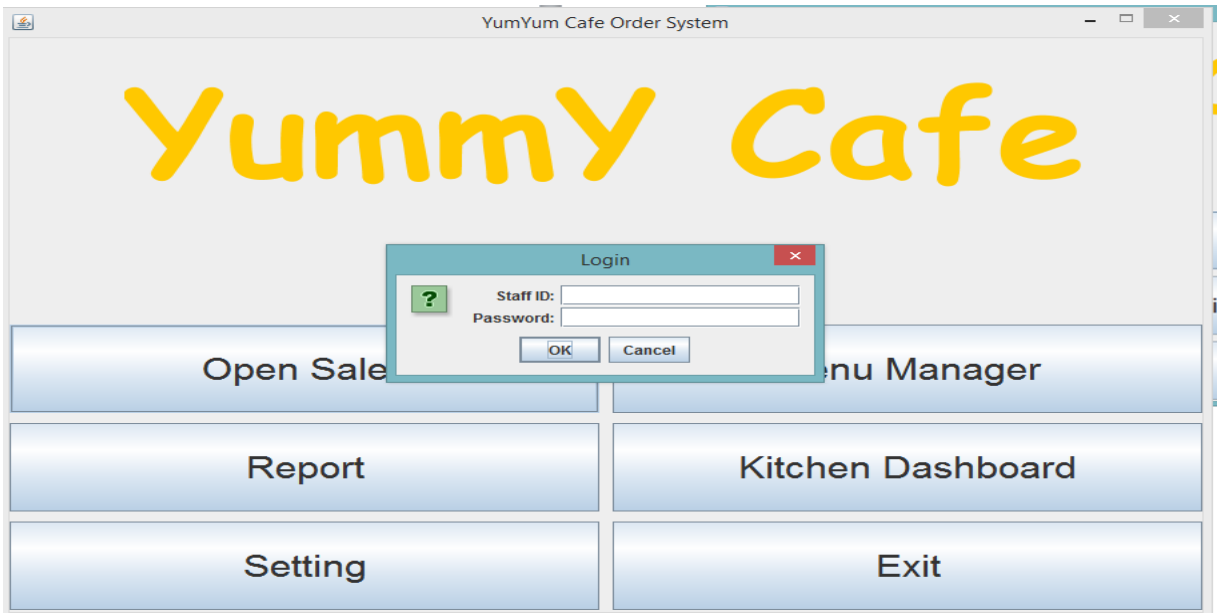 YumYum Cafe Order System
YummY Cafe
Login
?
Staff ID:
Password:
OK
Cancel
Open Sale
nu Manager
Report
Kitchen Dashboard
Setting
Exit